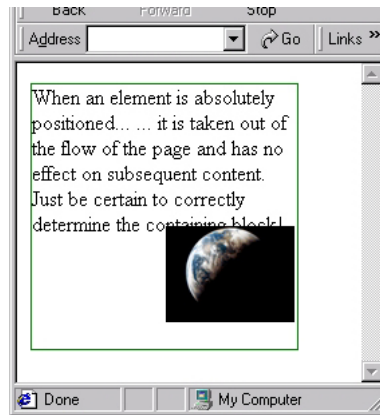 Back Forward Stop
Address Go Links »
When an element is absolutely
positioned... ... it is taken out of
the flow of the page and has no
effect on subsequent content.
Just be certain to correctly
determine the containing block!
Done My Computer